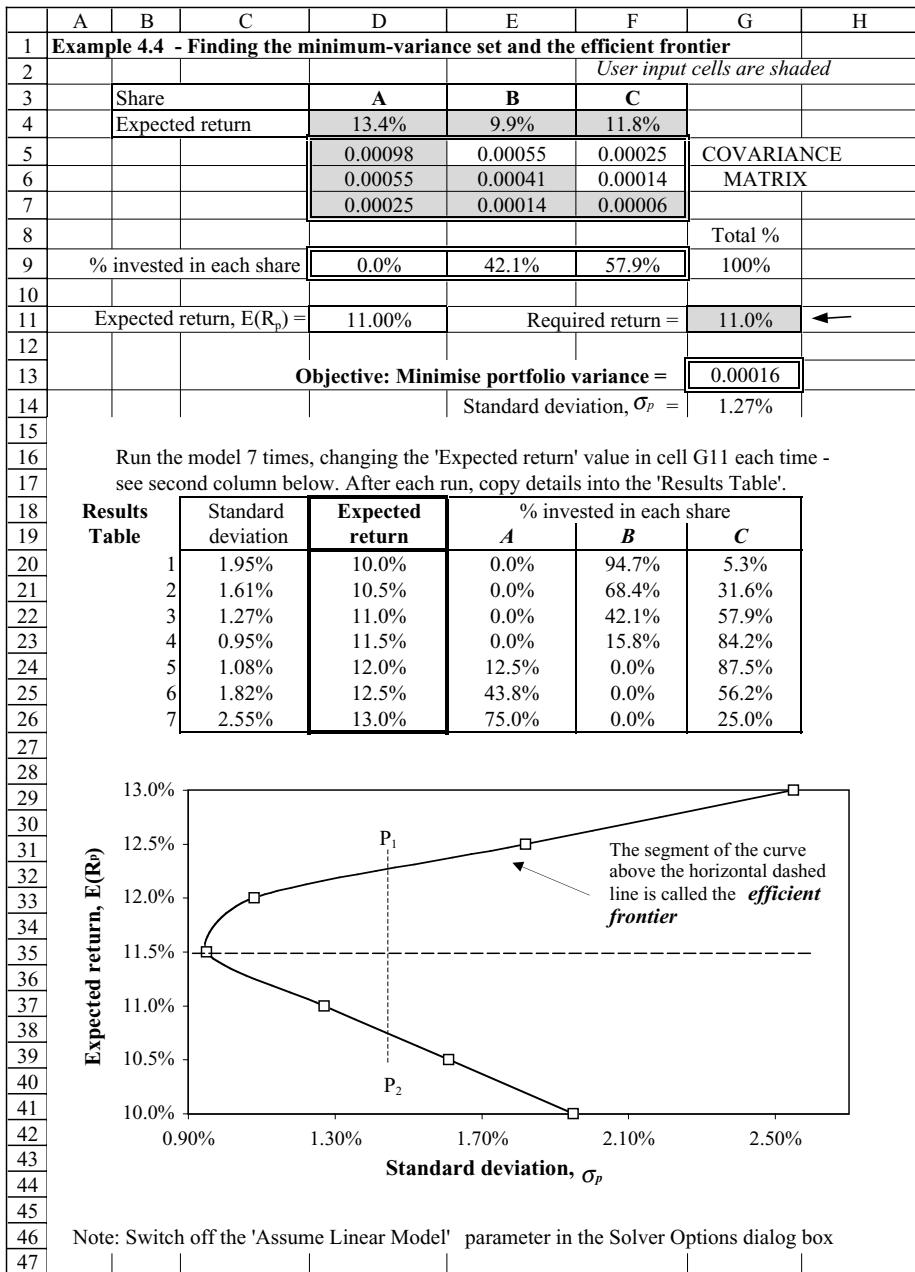 A B C D E F G H
1 Example 4.4 - Finding the minimum-variance set and the efficient frontier
2 User input cells are shaded
3 Share A B C
4 Expected return 13.4% 9.9% 11.8%
5 0.00098 0.00055 0.00025 COVARIANCE
6 0.00055 0.00041 0.00014 MATRIX
7 0.00025 0.00014 0.00006
8 Total %
9 % invested in each share 0.0% 42.1% 57.9% 100%
10
11 Expected return, E(Rp) = 11.00% Required return = 11.0%
12
13 Objective: Minimise portfolio variance = 0.00016
14 Standard deviation, σp = 1.27%
15
16 Run the model 7 times, changing the 'Expected return' value in cell G11 each time -
17 see second column below. After each run, copy details into the 'Results Table'.
18 Results Standard Expected % invested in each share
19 Table deviation return A B C
20 1 1.95% 10.0% 0.0% 94.7% 5.3%
21 2 1.61% 10.5% 0.0% 68.4% 31.6%
22 3 1.27% 11.0% 0.0% 42.1% 57.9%
23 4 0.95% 11.5% 0.0% 15.8% 84.2%
24 5 1.08% 12.0% 12.5% 0.0% 87.5%
25 6 1.82% 12.5% 43.8% 0.0% 56.2%
26 7 2.55% 13.0% 75.0% 0.0% 25.0%
27
28
29 13.0%
30
31 12.5% P1 The segment of the curve
32 above the horizontal dashed
33 12.0% line is called the efficient
34 frontier
35 11.5%
36
37 11.0%
38
39 10.5%
40 P2
41 10.0%
Expected return, E(Rp)
42 0.90% 1.30% 1.70% 2.10% 2.50%
43
44 Standard deviation, σp
45
46 Note: Switch off the 'Assume Linear Model' parameter in the Solver Options dialog box
47